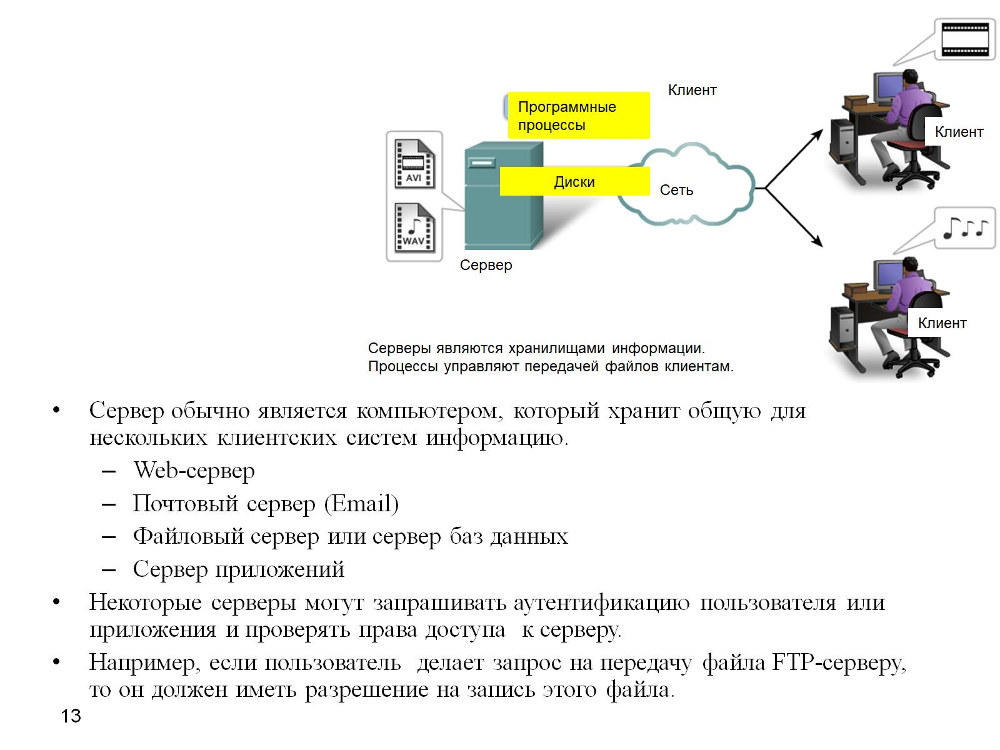 Клиент
Программные
процессы
Клиент
AVI
Диски
Сеть
WAV
Сервер
Клиент
Серверы являются хранилищами информации.
Процессы управляют передачей файлов клиентам.
• Сервер обычно является компьютером, который хранит общую для
нескольких клиентских систем информацию.
– Web-сервер
– Почтовый сервер (Email)
– Файловый сервер или сервер баз данных
– Сервер приложений
• Некоторые серверы могут запрашивать аутентификацию пользователя или
приложения и проверять права доступа к серверу.
• Например, если пользователь делает запрос на передачу файла FTP-серверу,
то он должен иметь разрешение на запись этого файла.
13